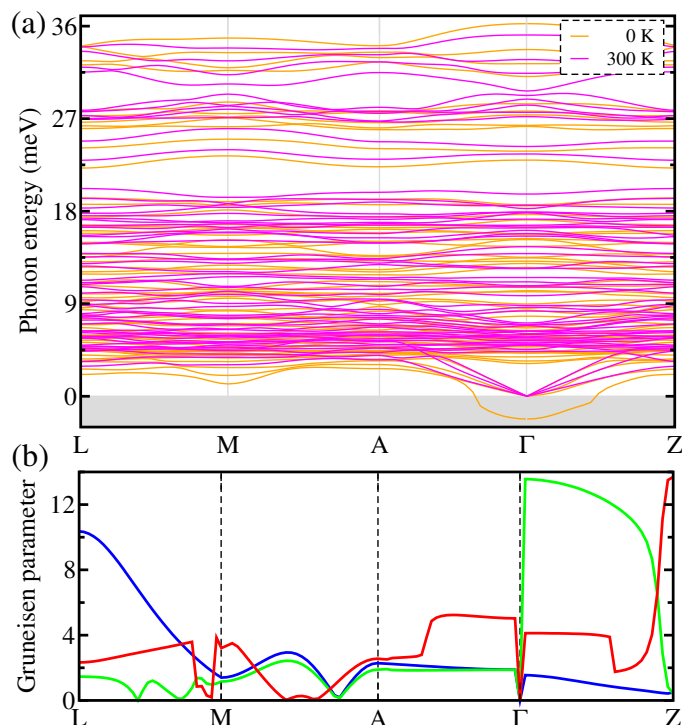 (a)
Phonon energy (meV)
36
27
18
9
0
0 K
300 K
L M A Γ Z
(b)
Gruneisen parameter
12
8
4
0
L M A Γ Z